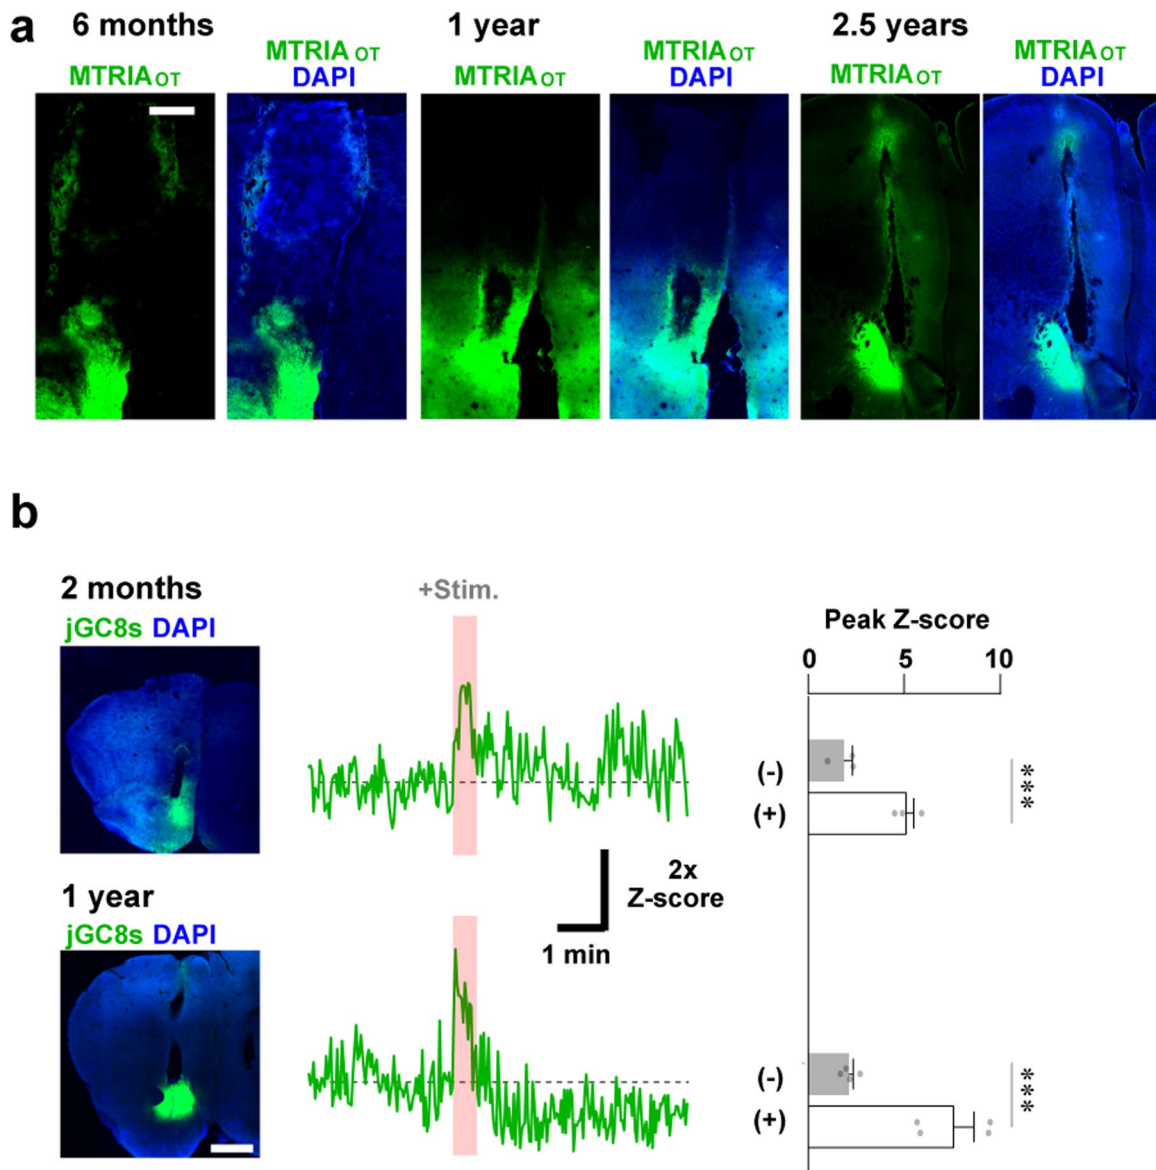 a
6 months
1 year
2.5 years
MTRIA OT
MTRIA OT
DAPI
MTRIA OT
MTRIA OT
DAPI
MTRIA OT
MTRIA OT
DAPI
b
2 months
jGC8s DAPI
+Stim.
Peak Z-score
0 5 10
(-)
(+)
***
2x
Z-score
1 min
1 year
jGC8s DAPI
(-)
(+)
***